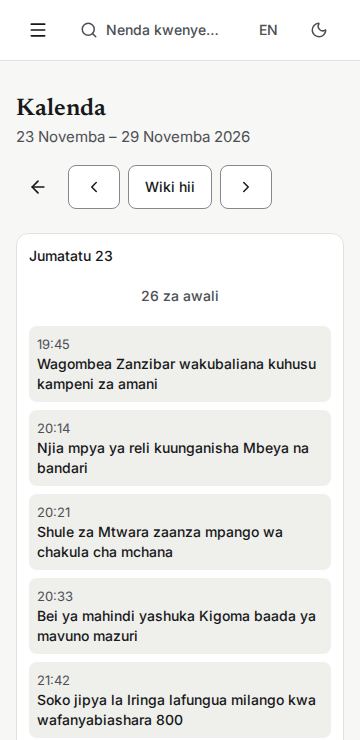 Nenda kwenye...
EN
Kalenda
23 Novemba – 29 Novemba 2026
Wiki hii
Jumatatu 23
26 za awali
19:45
Wagombea Zanzibar wakubaliana kuhusu
kampeni za amani
20:14
Njia mpya ya reli kuunganisha Mbeya na
bandari
20:21
Shule za Mtwara zaanza mpango wa
chakula cha mchana
20:33
Bei ya mahindi yashuka Kigoma baada ya
mavuno mazuri
21:42
Soko jipya la Iringa lafungua milango kwa
wafanyabiashara 800